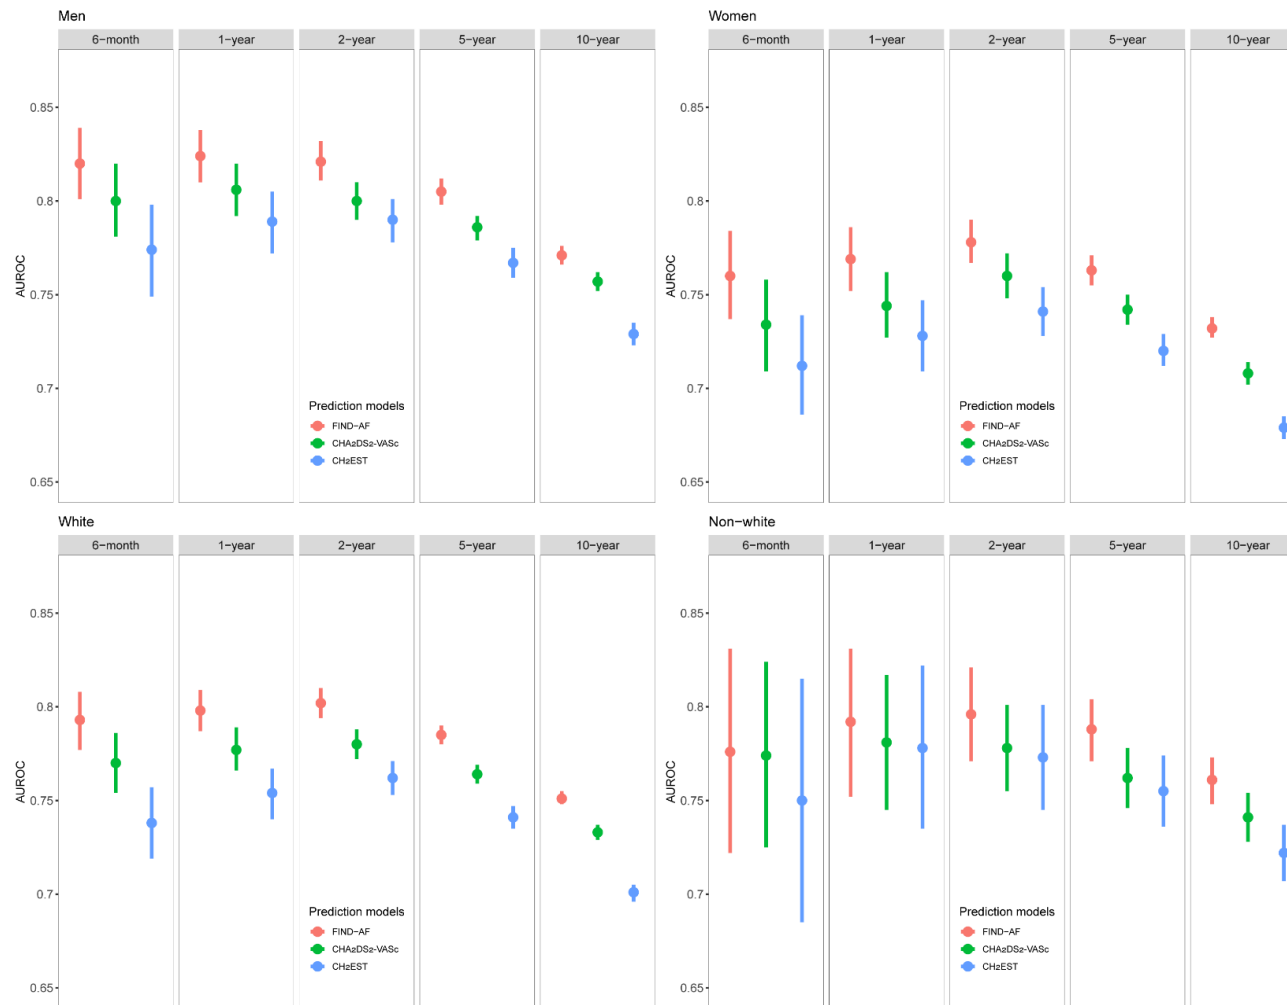 Men
6−month 1−year 2−year 5−year 10−year
0.85
0.8
0.75
0.7
0.65
AUROC
Prediction models
FIND−AF
CHA2DS2−VASc
CH2EST
Women
6−month 1−year 2−year 5−year 10−year
0.85
0.8
0.75
0.7
0.65
AUROC
Prediction models
FIND−AF
CHA2DS2−VASc
CH2EST
White
6−month 1−year 2−year 5−year 10−year
0.85
0.8
0.75
0.7
0.65
AUROC
Prediction models
FIND−AF
CHA2DS2−VASc
CH2EST
Non−white
6−month 1−year 2−year 5−year 10−year
0.85
0.8
0.75
0.7
0.65
AUROC
Prediction models
FIND−AF
CHA2DS2−VASc
CH2EST